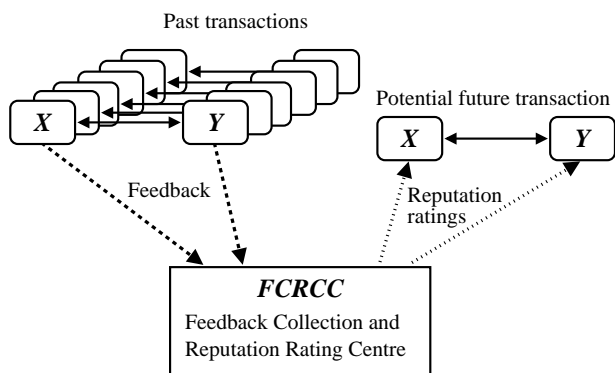 Past transactions
X
Y
Feedback
Potential future transaction
X
Y
Reputation
ratings
FCRCC
Feedback Collection and
Reputation Rating Centre